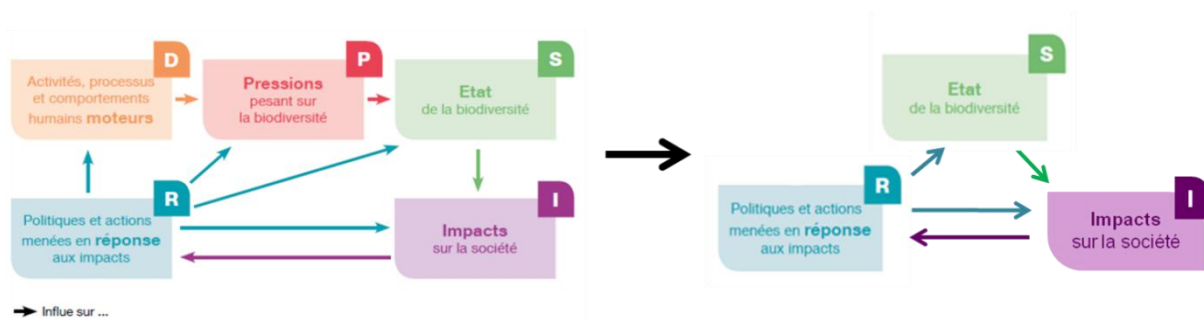 D
Activités, processus
et comportements
humains moteurs
P
Pressions
pesant sur
la biodiversité
S
Etat
de la biodiversité
R
Politiques et actions
menées en réponse
aux impacts
I
Impacts
sur la société
Influe sur ...
S
Etat
de la biodiversité
R
Politiques et actions
menées en réponse
aux impacts
I
Impacts
sur la société